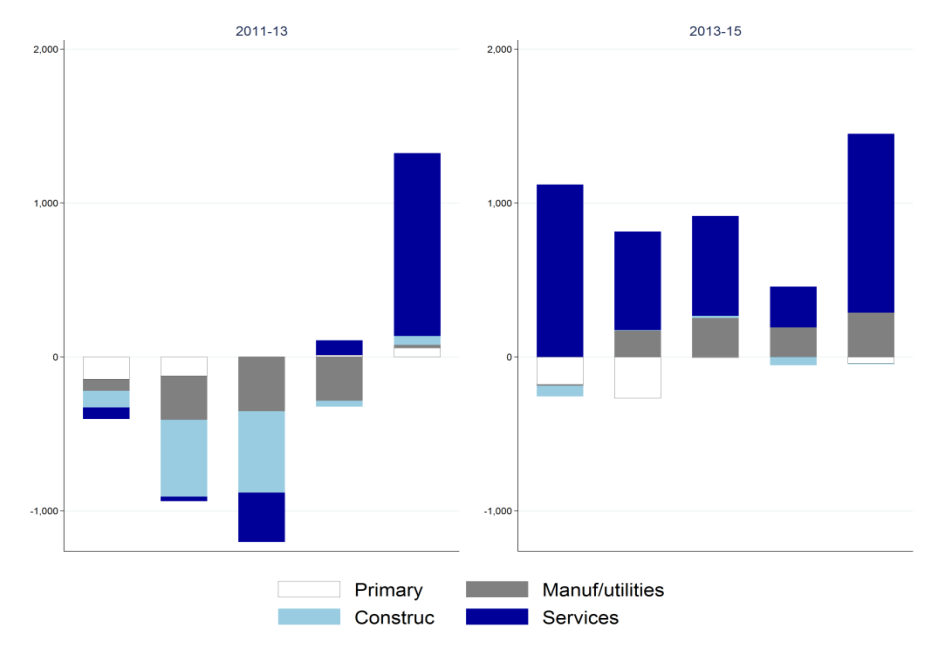 2011-13
2013-15
2,000
1,000
0
-1,000
2,000
1,000
0
-1,000
Primary
Manuf/utilities
Construc
Services